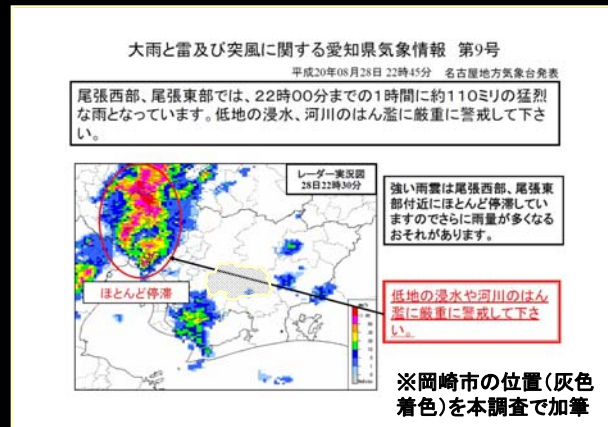 大雨と雷及び突風に関する愛知県気象情報 第9号
平成20年08月28日 22時45分 名古屋地方気象台発表
尾張西部、尾張東部では、22時00分までの1時間に約110ミリの猛烈
な雨となっています。低地の浸水、河川のはん濫に厳重に警戒して下さ
い。
レーダー実況図
28日22時30分
強い雨雲は尾張西部、尾張東
部付近にほとんど停滞してい
ますのでさらに雨量が多くなる
おそれがあります。
ほとんど停滞
低地の浸水や河川のはん
濫に厳重に警戒して下さ
い。
※岡崎市の位置(灰色
着色)を本調査で加筆